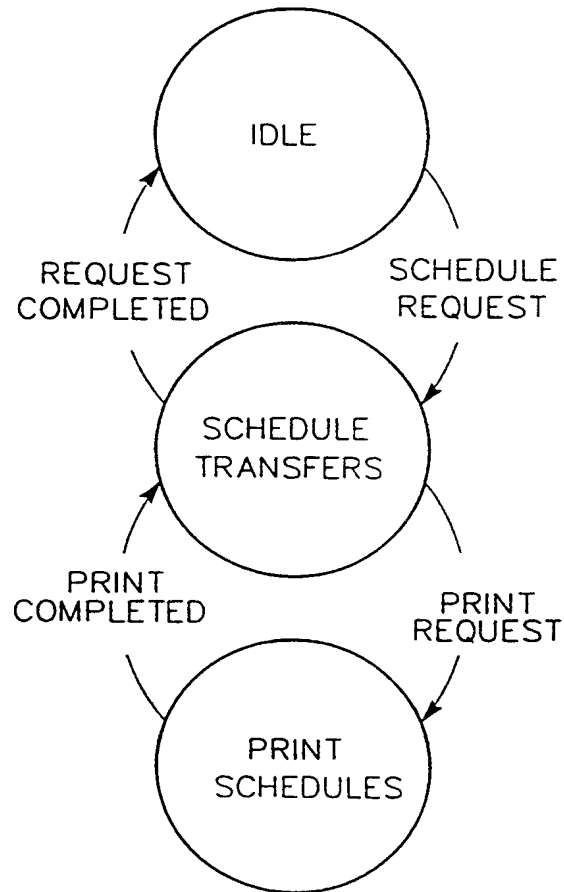 IDLE
REQUEST
COMPLETED
SCHEDULE
REQUEST
SCHEDULE
TRANSFERS
PRINT
COMPLETED
PRINT
REQUEST
PRINT
SCHEDULES